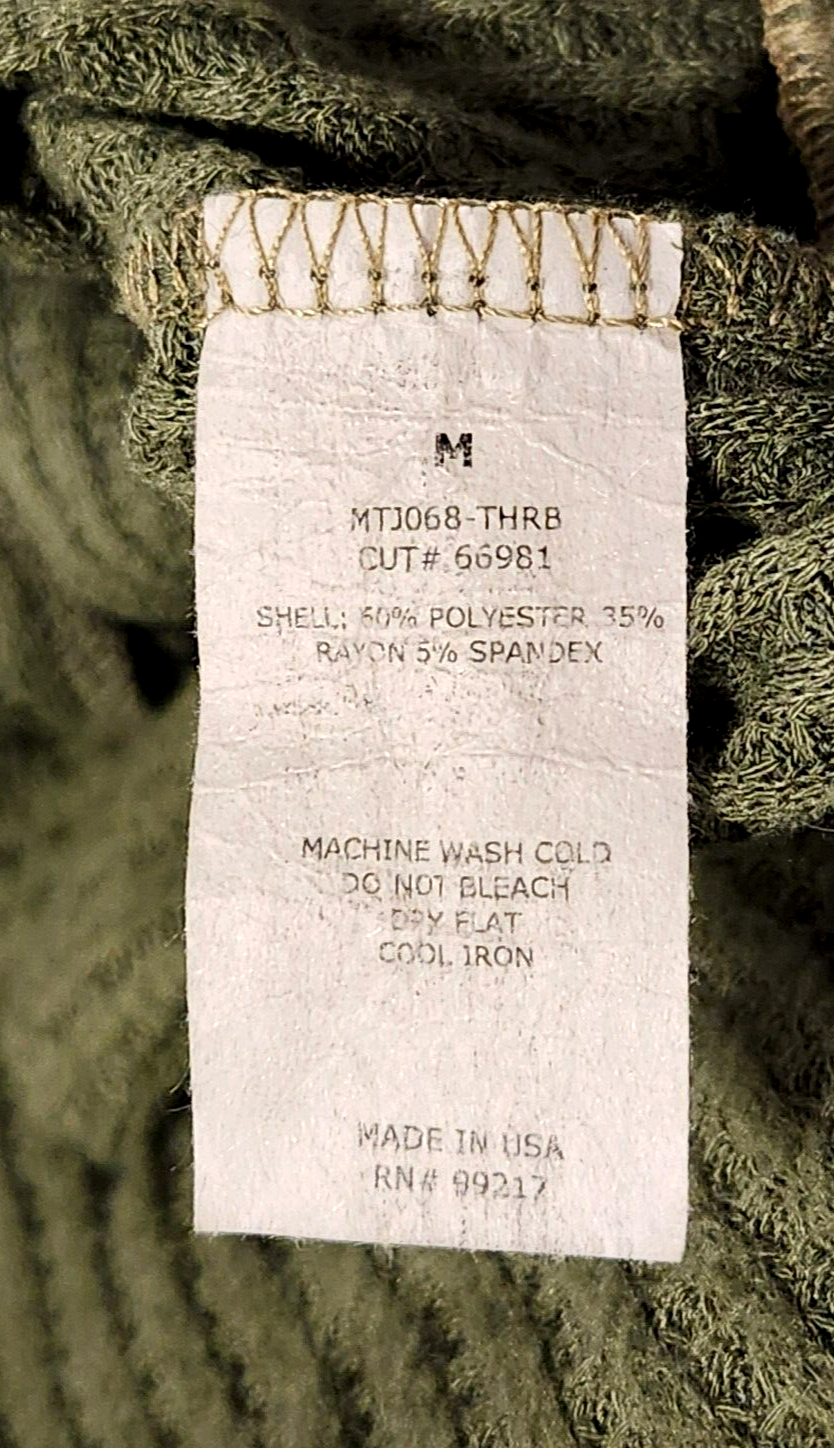 M
MTJ068-THRB
CUT# 66981
SHELL: 60% POLYESTER 35%
RAYON 5% SPANDEX
MACHINE WASH COLD
DO NOT BLEACH
DRY FLAT
COOL IRON
MADE IN USA
RN# 99217